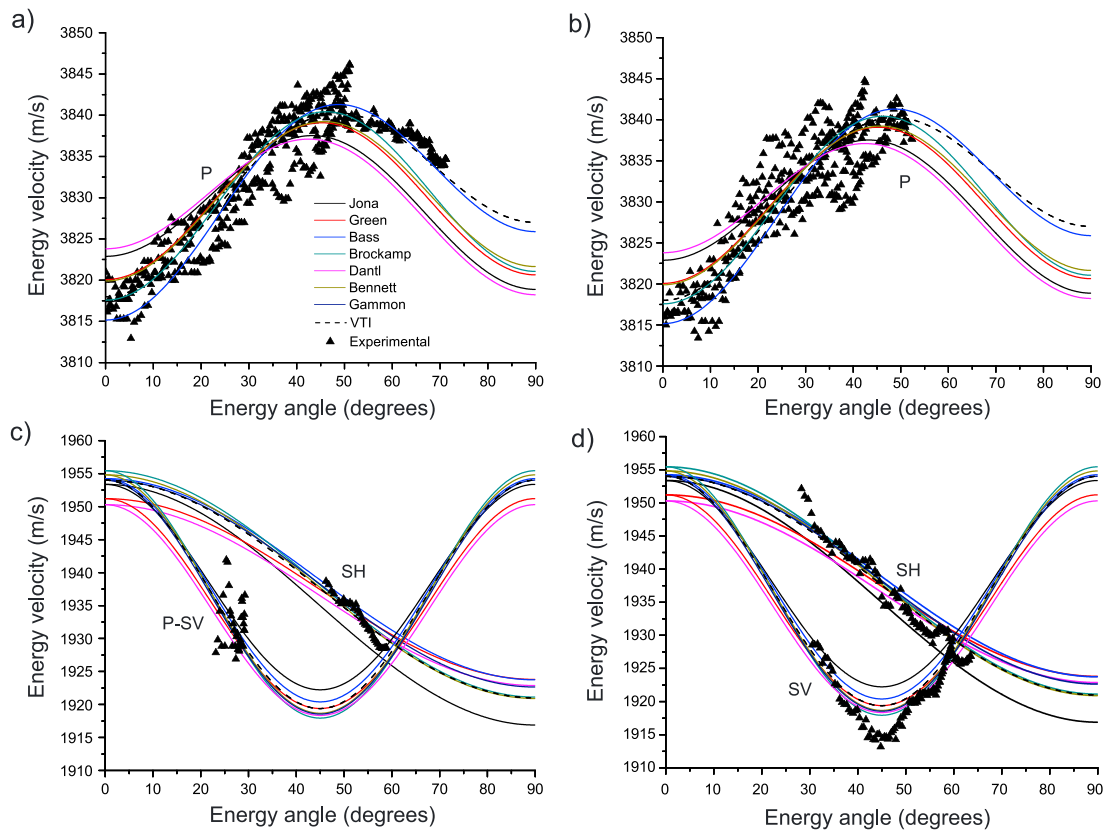 a)
3850
3845
3840
3835
3830
3825
3820
3815
3810
Energy velocity (m/s)
P
Jona
Green
Bass
Brockamp
Dantl
Bennett
Gammon
VTI
Experimental
0 10 20 30 40 50 60 70 80 90
Energy angle (degrees)
b)
3850
3845
3840
3835
3830
3825
3820
3815
3810
Energy velocity (m/s)
P
0 10 20 30 40 50 60 70 80 90
Energy angle (degrees)
c)
1960
1955
1950
1945
1940
1935
1930
1925
1920
1915
1910
Energy velocity (m/s)
SH
P-SV
0 10 20 30 40 50 60 70 80 90
Energy angle (degrees)
d)
1960
1955
1950
1945
1940
1935
1930
1925
1920
1915
1910
Energy velocity (m/s)
SH
SV
0 10 20 30 40 50 60 70 80 90
Energy angle (degrees)